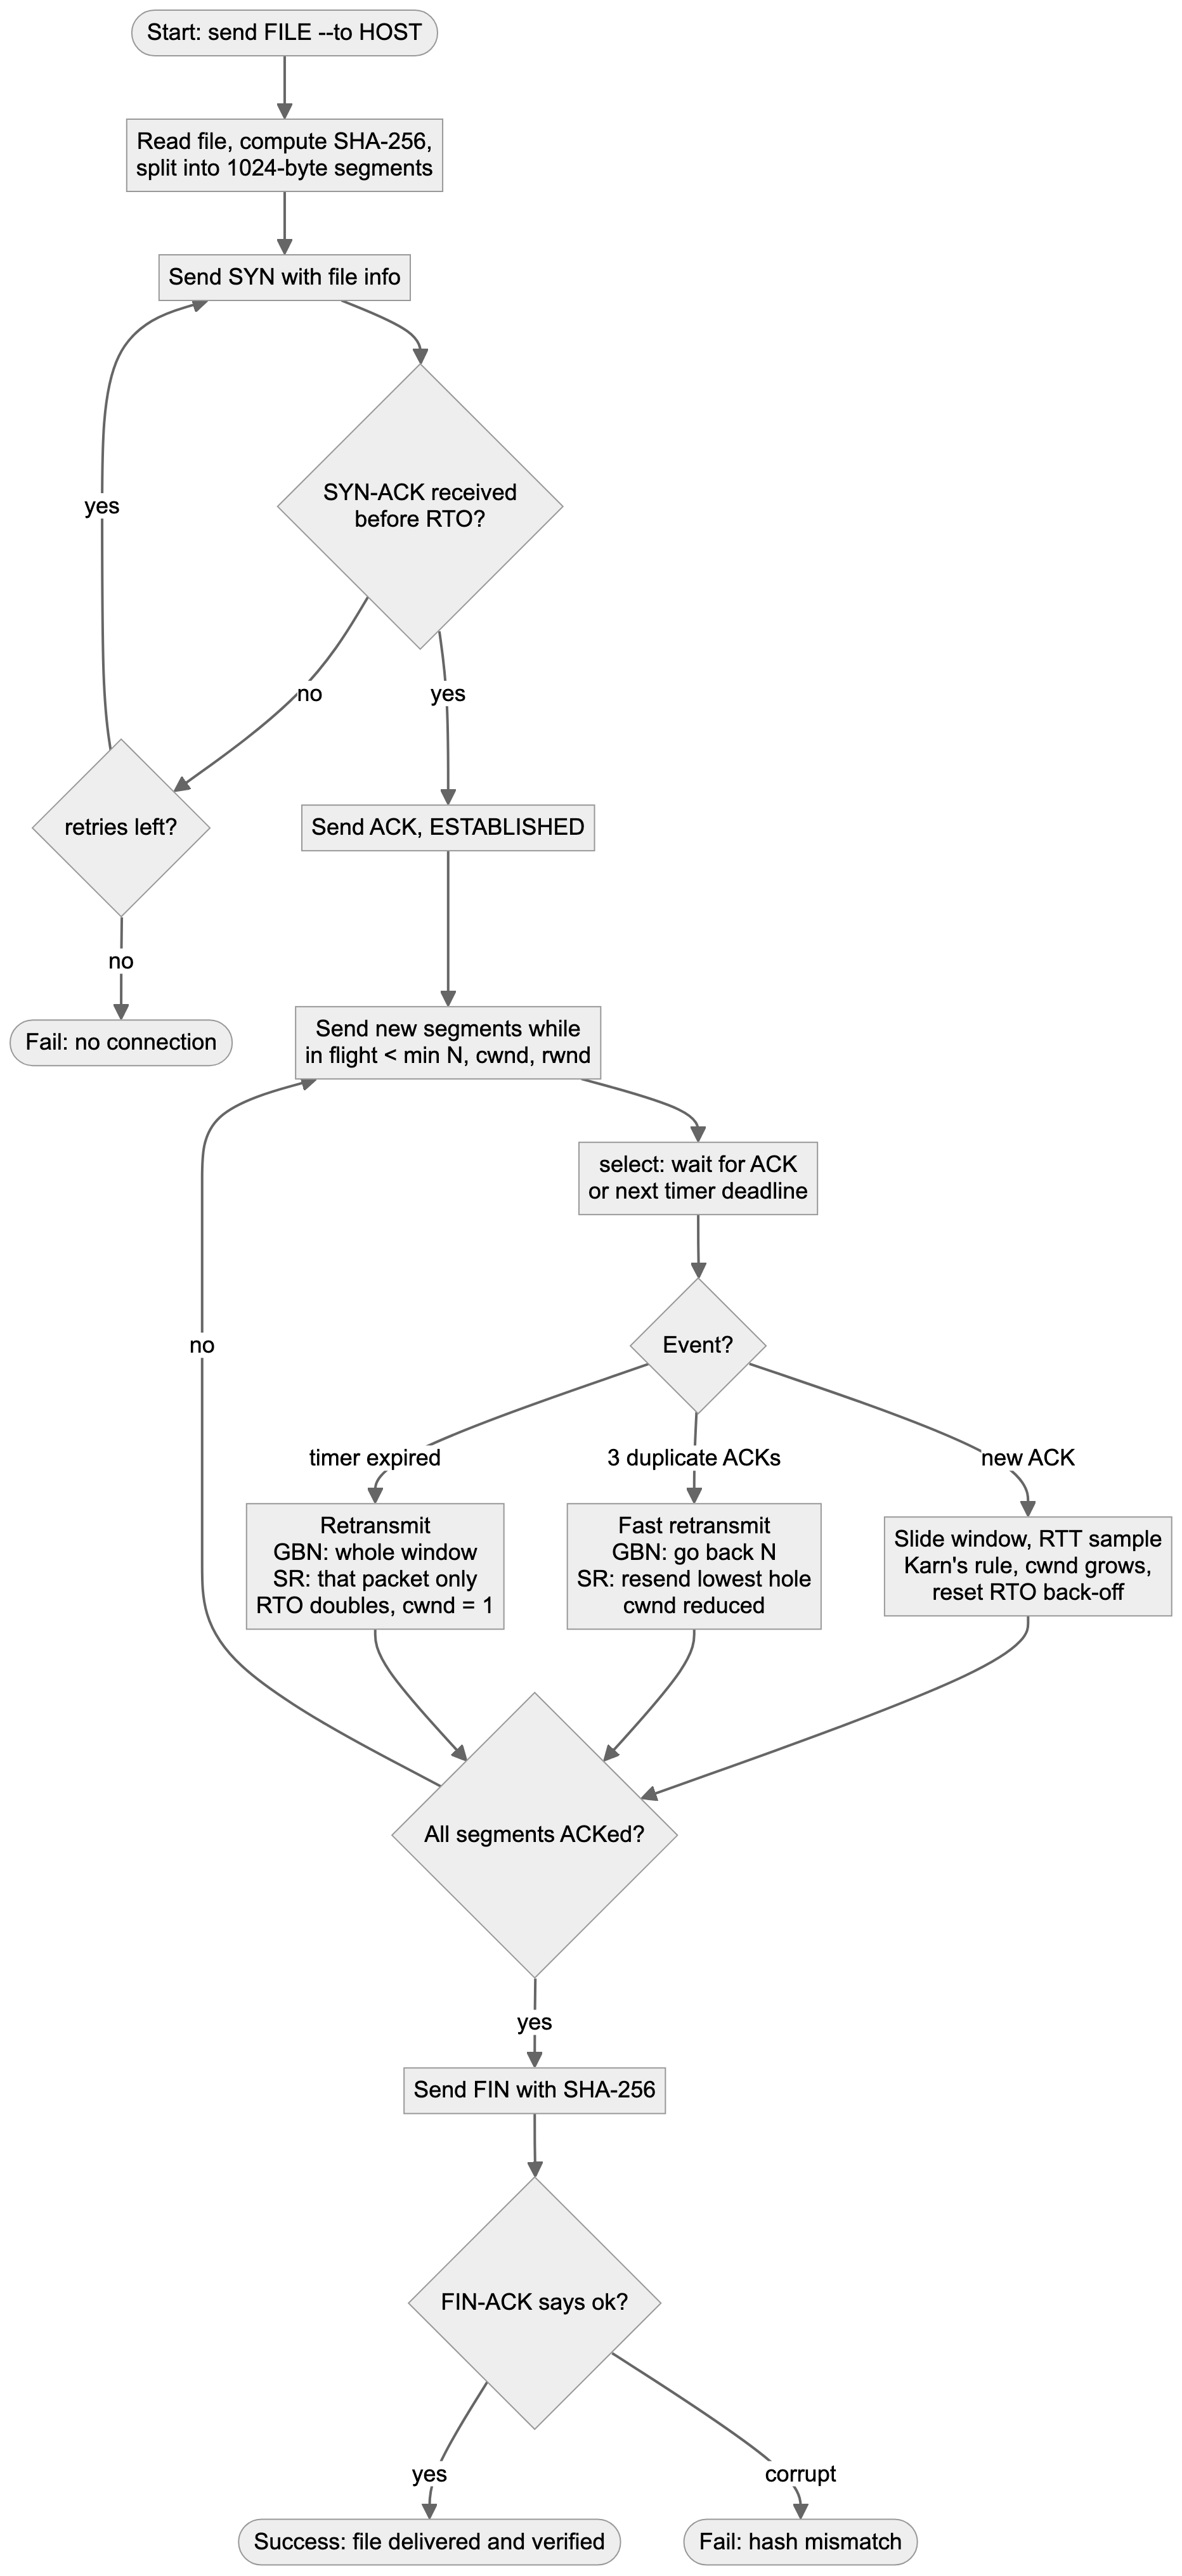 Start: send FILE --to HOST
Read file, compute SHA-256,
split into 1024-byte segments
Send SYN with file info
SYN-ACK received
before RTO?
yes
no
yes
retries left?
Send ACK, ESTABLISHED
no
Fail: no connection
Send new segments while
in flight < min N, cwnd, rwnd
select: wait for ACK
or next timer deadline
no
Event?
timer expired
3 duplicate ACKs
new ACK
Retransmit
GBN: whole window
SR: that packet only
RTO doubles, cwnd = 1
Fast retransmit
GBN: go back N
SR: resend lowest hole
cwnd reduced
Slide window, RTT sample
Karn's rule, cwnd grows,
reset RTO back-off
All segments ACKed?
yes
Send FIN with SHA-256
FIN-ACK says ok?
yes
corrupt
Success: file delivered and verified
Fail: hash mismatch